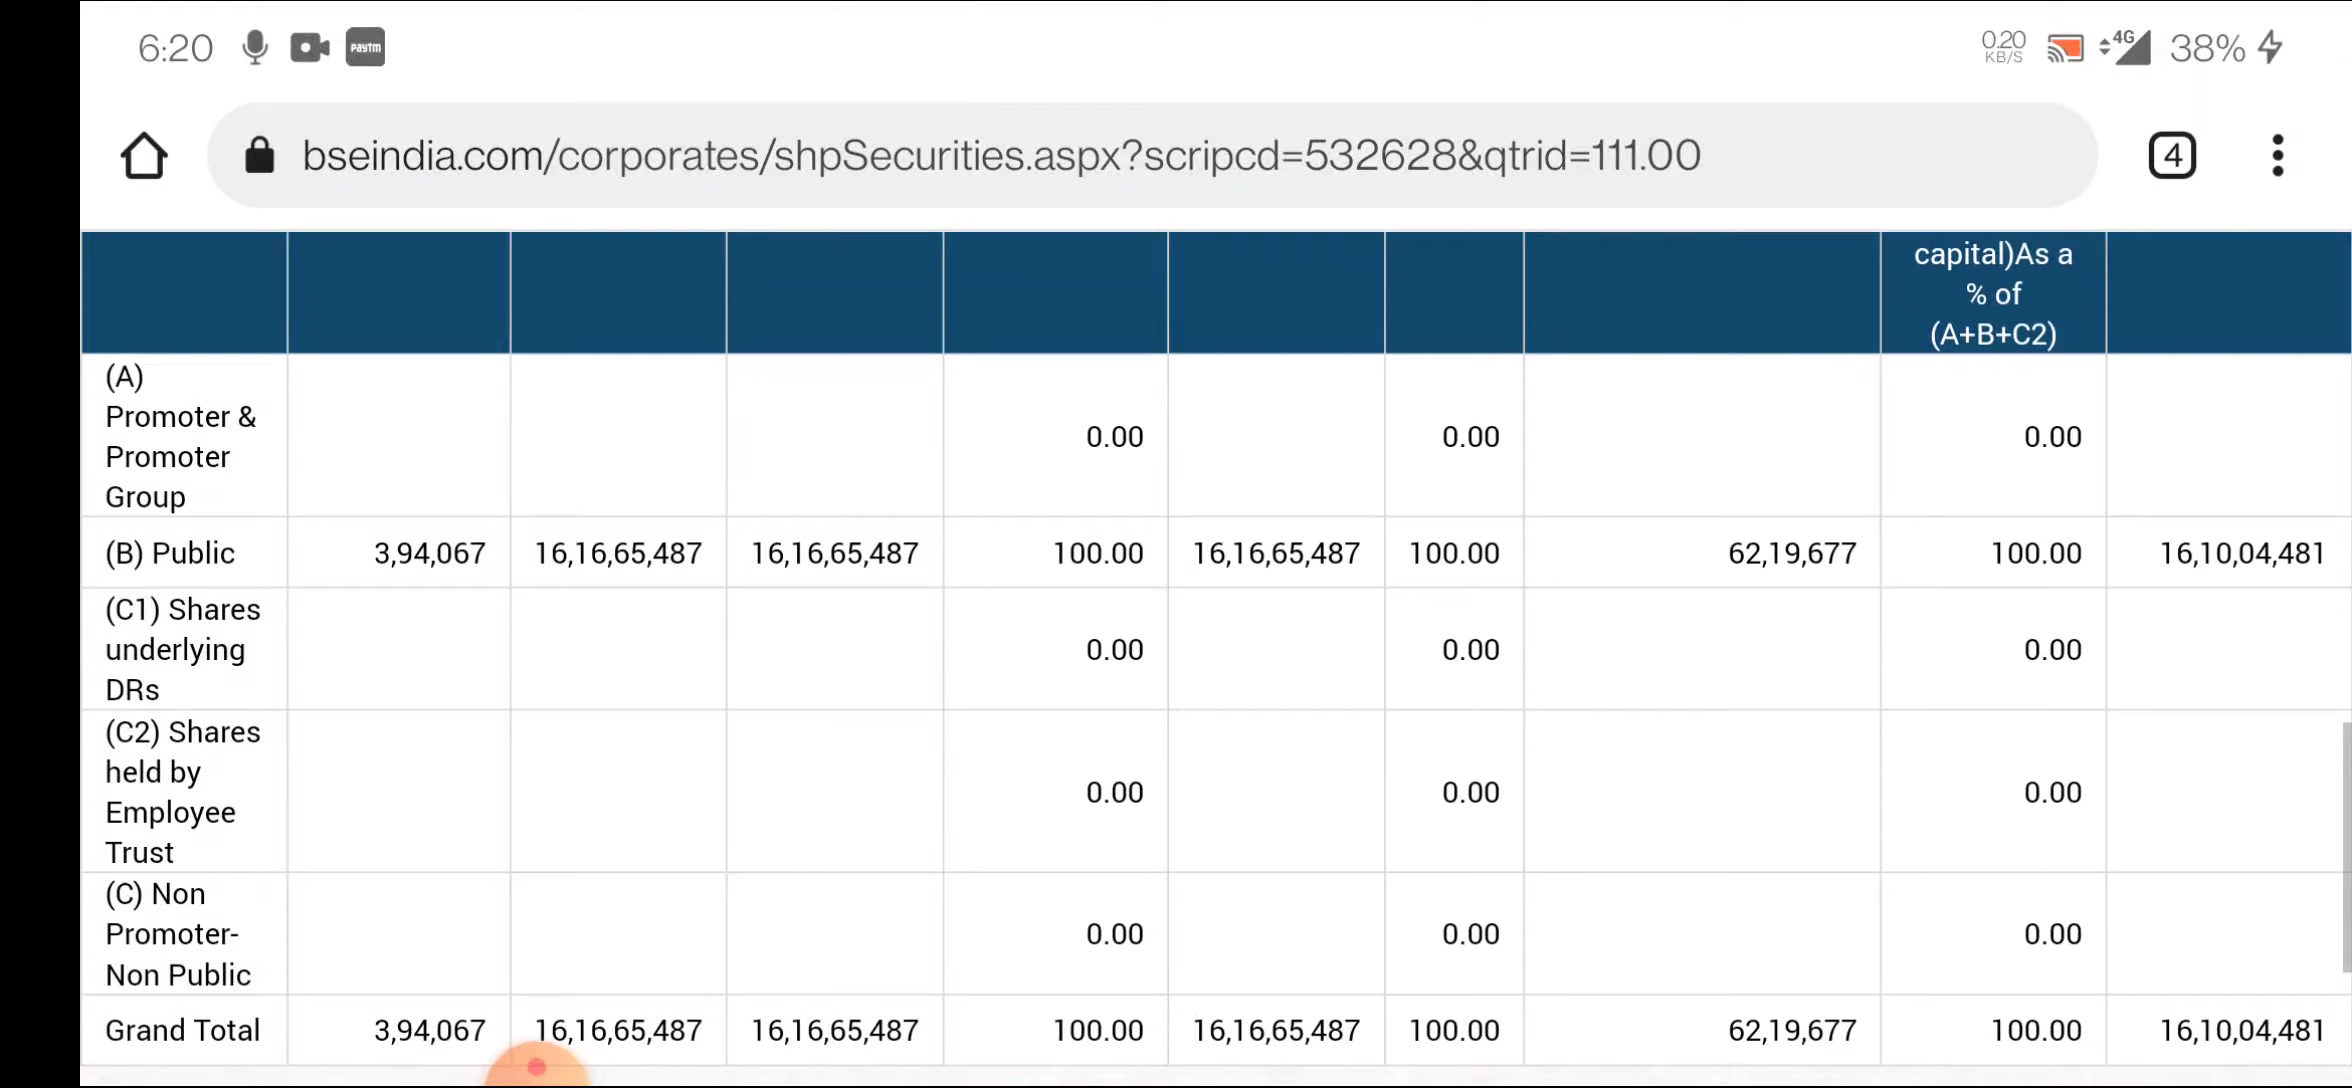 6:20 paytm 0.20 KB/S 4G 38%
bseindia.com/corporates/shpSecurities.aspx?scripcd=532628&qtrid=111.00 4
capital)As a
% of
(A+B+C2)
(A)
Promoter &
Promoter
Group
0.00 0.00 0.00
(B) Public 3,94,067 16,16,65,487 16,16,65,487 100.00 16,16,65,487 100.00 62,19,677 100.00 16,10,04,481
(C1) Shares
underlying
DRs
0.00 0.00 0.00
(C2) Shares
held by
Employee
Trust
0.00 0.00 0.00
(C) Non
Promoter-
Non Public
0.00 0.00 0.00
Grand Total 3,94,067 16,16,65,487 16,16,65,487 100.00 16,16,65,487 100.00 62,19,677 100.00 16,10,04,481